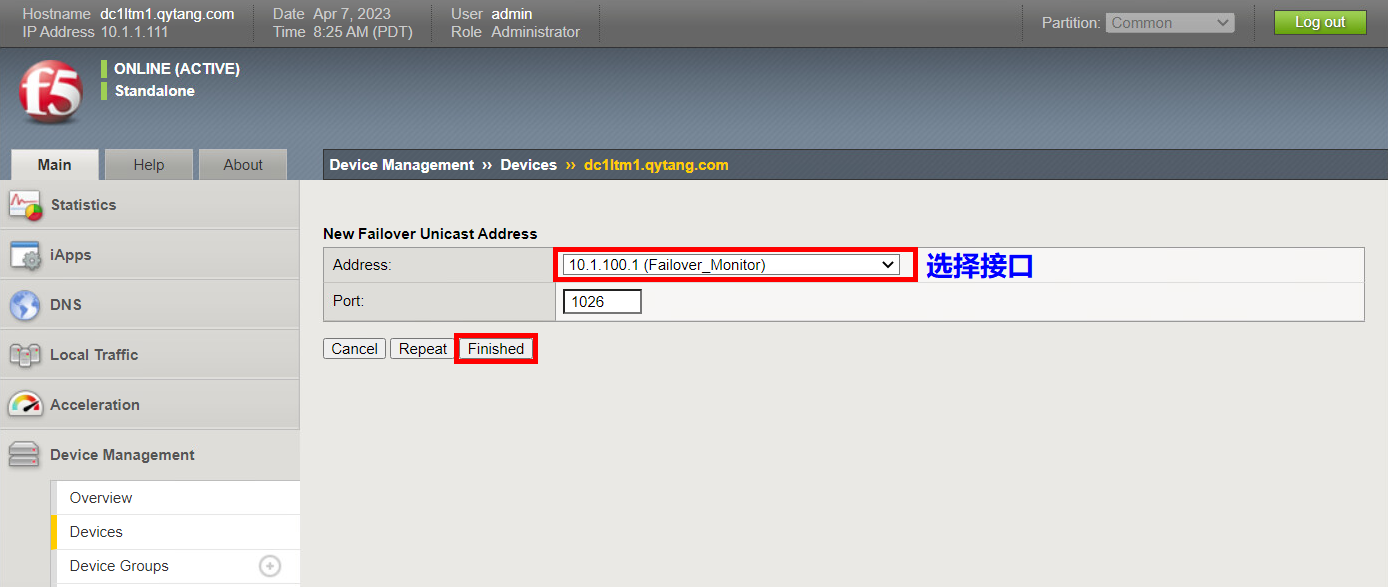 Hostname dc1ltm1.qytang.com Date Apr 7, 2023 User admin Partition: Common Log out
IP Address 10.1.1.111 Time 8:25 AM (PDT) Role Administrator
f5
ONLINE (ACTIVE)
Standalone
Main Help About
Device Management ›› Devices ›› dc1ltm1.qytang.com
Statistics
iApps
DNS
Local Traffic
Acceleration
Device Management
Overview
Devices
Device Groups
New Failover Unicast Address
Address: 10.1.100.1 (Failover_Monitor) 选择接口
Port: 1026
Cancel Repeat Finished